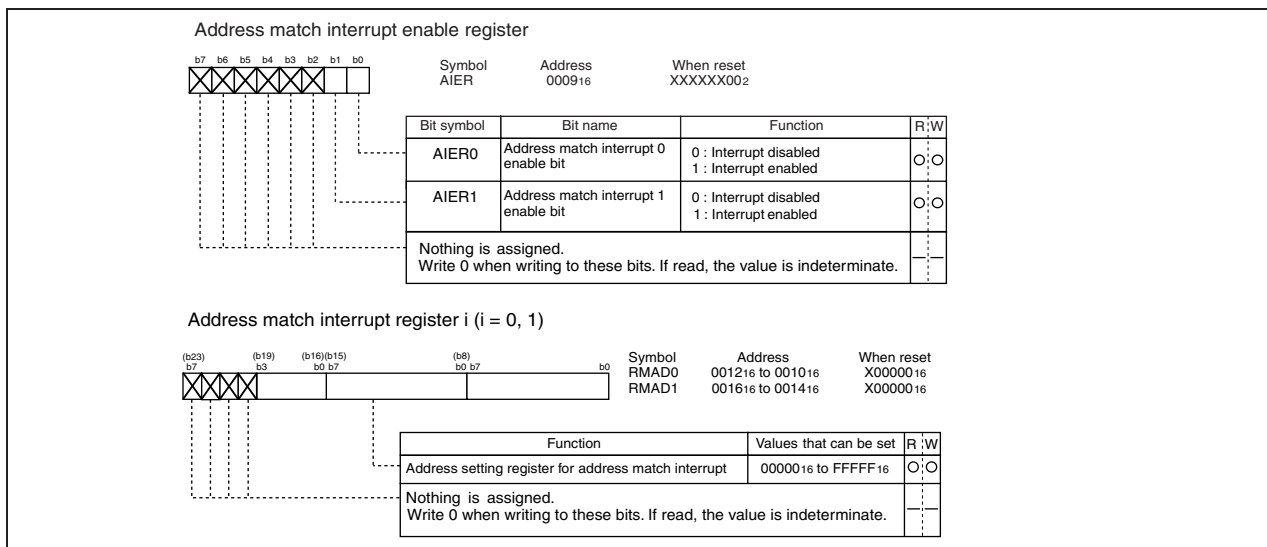 Address match interrupt enable register
b7 b6 b5 b4 b3 b2 b1 b0
Symbol Address When reset
AIER 000916 XXXXXX002
Bit symbol Bit name Function R W
AIER0 Address match interrupt 0 enable bit 0 : Interrupt disabled
1 : Interrupt enabled
AIER1 Address match interrupt 1 enable bit 0 : Interrupt disabled
1 : Interrupt enabled
Nothing is assigned.
Write 0 when writing to these bits. If read, the value is indeterminate.
Address match interrupt register i (i = 0, 1)
(b23) (b19) (b16)(b15) (b8)
b7 b3 b0 b7 b0 b7 b0
Symbol Address When reset
RMAD0 001216 to 001016 X0000016
RMAD1 001616 to 001416 X0000016
Function Values that can be set R W
Address setting register for address match interrupt 0000016 to FFFFF16
Nothing is assigned.
Write 0 when writing to these bits. If read, the value is indeterminate.